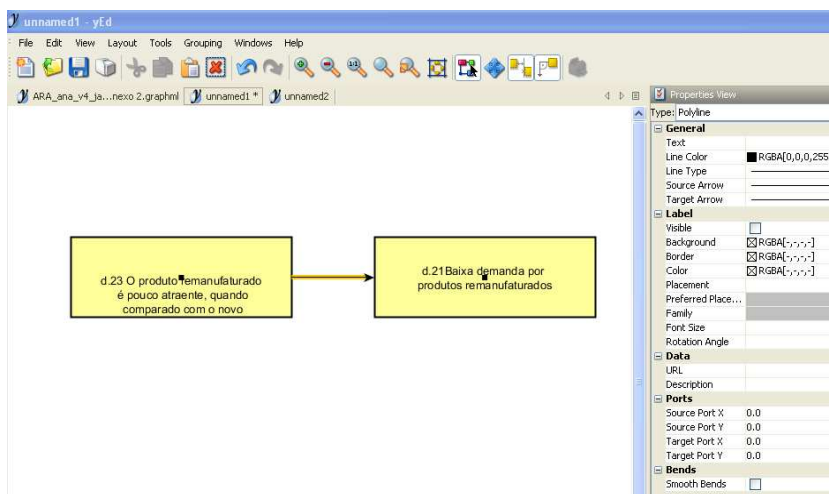 unnamed1 - yEd
File Edit View Layout Tools Grouping Windows Help
ARA_ana_v4_ja...nexo 2.graphml unnamed1 * unnamed2
Properties View
Type: Polyline
General
Text
Line Color RGBA[0,0,0,255
Line Type
Source Arrow
Target Arrow
Label
Visible
Background RGBA[-,-,-,-]
Border RGBA[-,-,-,-]
Color RGBA[-,-,-,-]
Placement
Preferred Place...
Family
Font Size
Rotation Angle
Data
URL
Description
Ports
Source Port X 0.0
Source Port Y 0.0
Target Port X 0.0
Target Port Y 0.0
Bends
Smooth Bends
d.23 O produto remanufaturado
é pouco atraente, quando
comparado com o novo
d.21Baixa demanda por
produtos remanufaturados